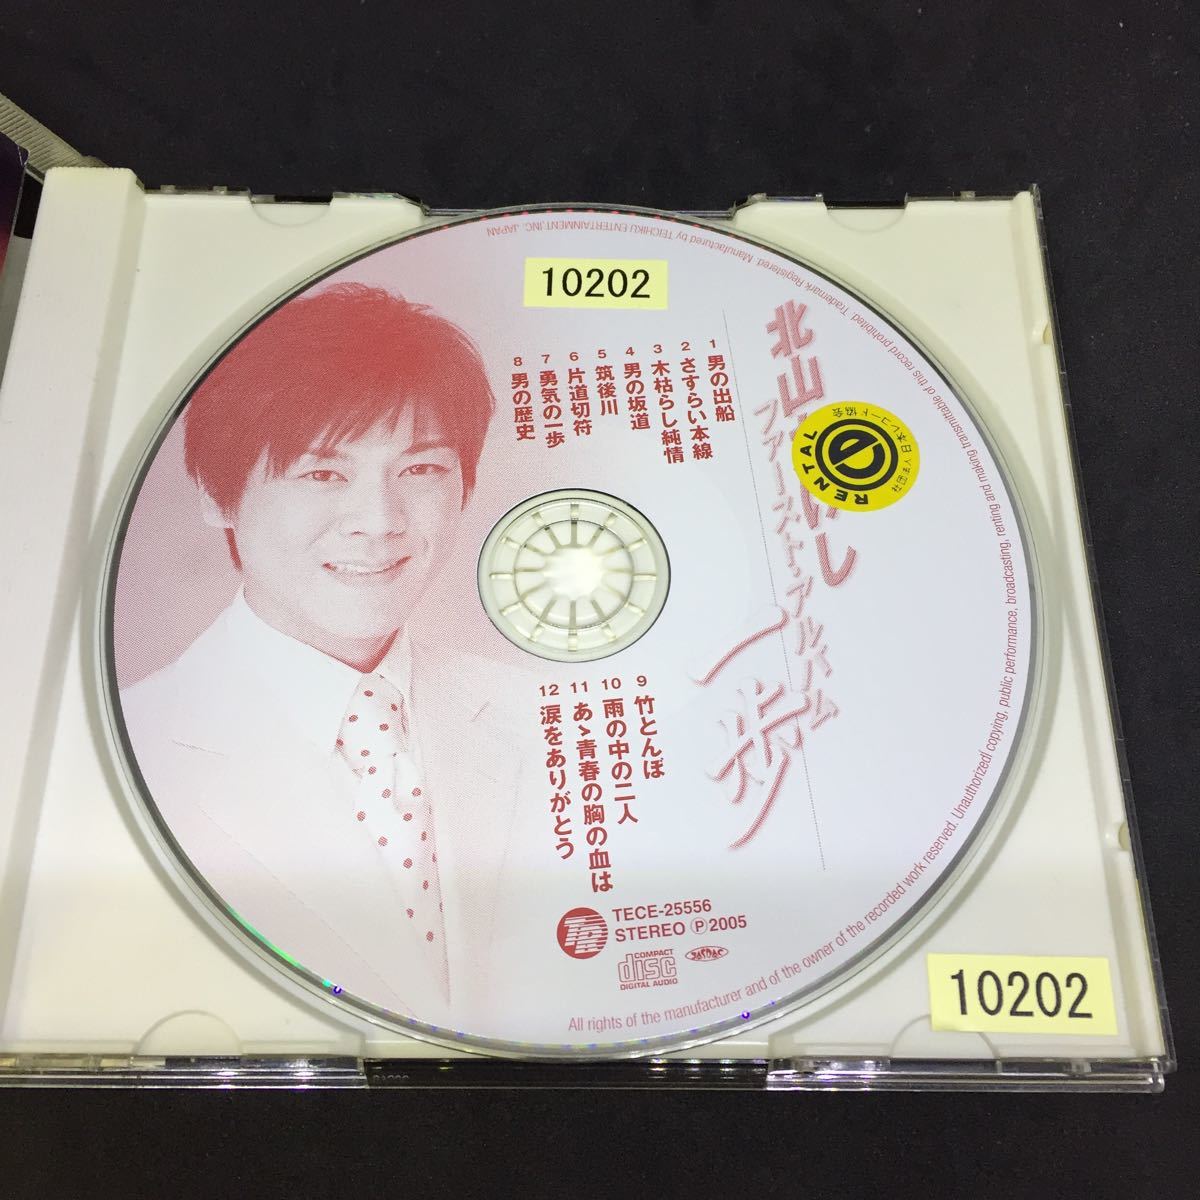 10202
北山
し
ファースト・アルバム
一歩
1 男の出船
2 さすらい本線
3 木枯らし純情
4 男の坂道
5 筑後川
6 片道切符
7 勇気の一歩
8 男の歴史
9 竹とんぼ
10 雨の中の二人
11 あゝ青春の胸の血は
12 涙をありがとう
RENTAL
TECE-25556
STEREO Ⓟ2005
COMPACT
disc
DIGITAL AUDIO
JASRAC
All rights of the manufacturer and of the owner of the recorded work reserved. Unauthorized copying, public performance, broadcasting, renting and making transmittable of this record prohibited. Trademark Registered. Manufactured by TEICHIKU ENTERTAINMENT,INC. JAPAN
10202